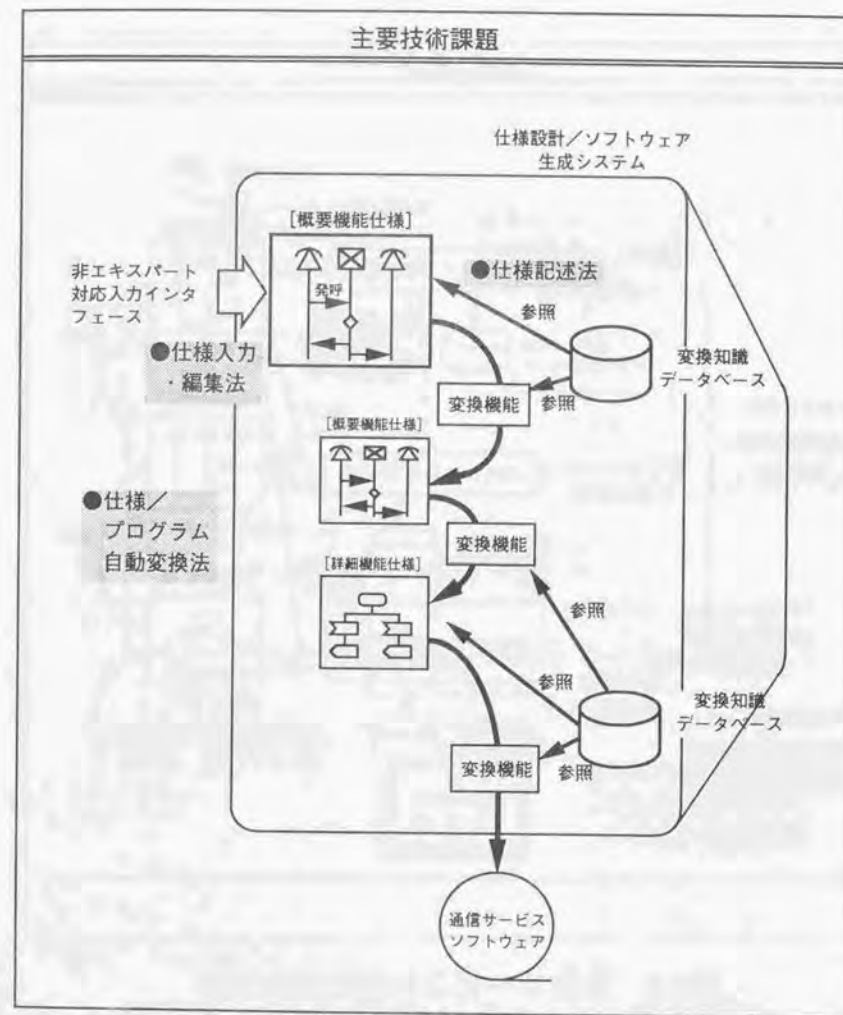 主要技術課題
仕様設計／ソフトウェア
生成システム
[概要機能仕様]
非エキスパート
対応入力インタ
フェース
発呼
●仕様記述法
参照
●仕様入力
・編集法
変換知識
データベース
変換機能
参照
[概要機能仕様]
●仕様／
プログラム
自動変換法
変換機能
[詳細機能仕様]
参照
参照
変換知識
データベース
変換機能
参照
通信サービス
ソフトウェア